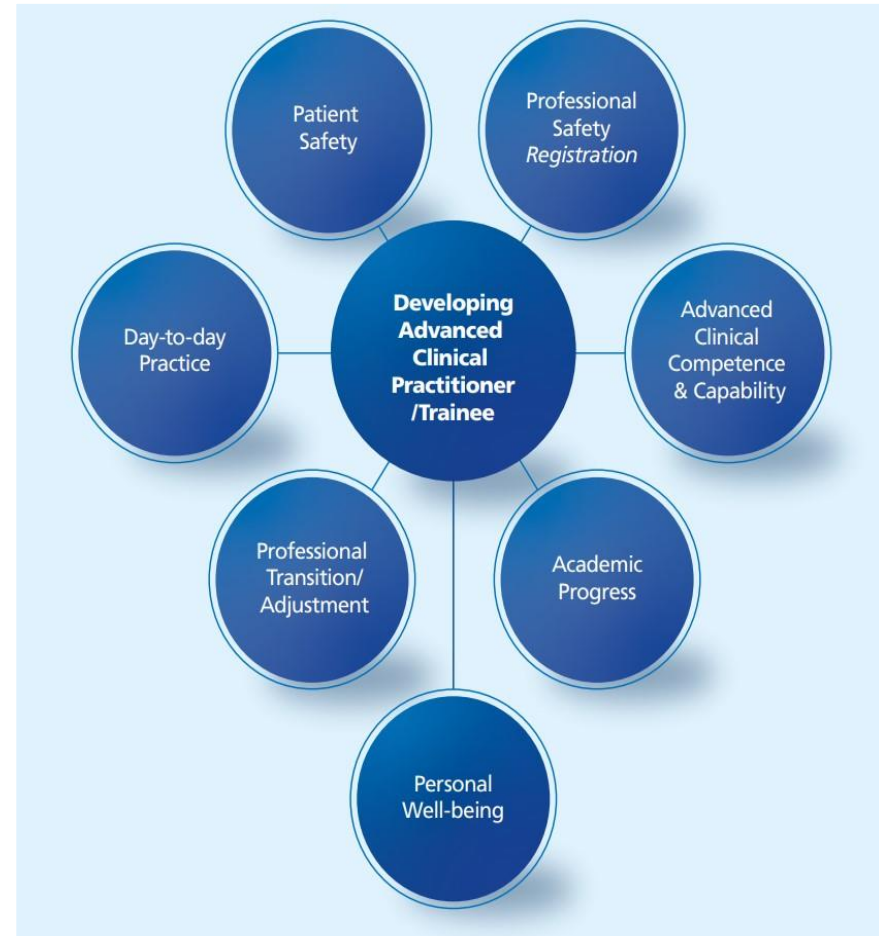 Patient
Safety
Professional
Safety
Registration
Developing
Advanced
Clinical
Practitioner
/Trainee
Day-to-day
Practice
Advanced
Clinical
Competence
& Capability
Professional
Transition/
Adjustment
Academic
Progress
Personal
Well-being